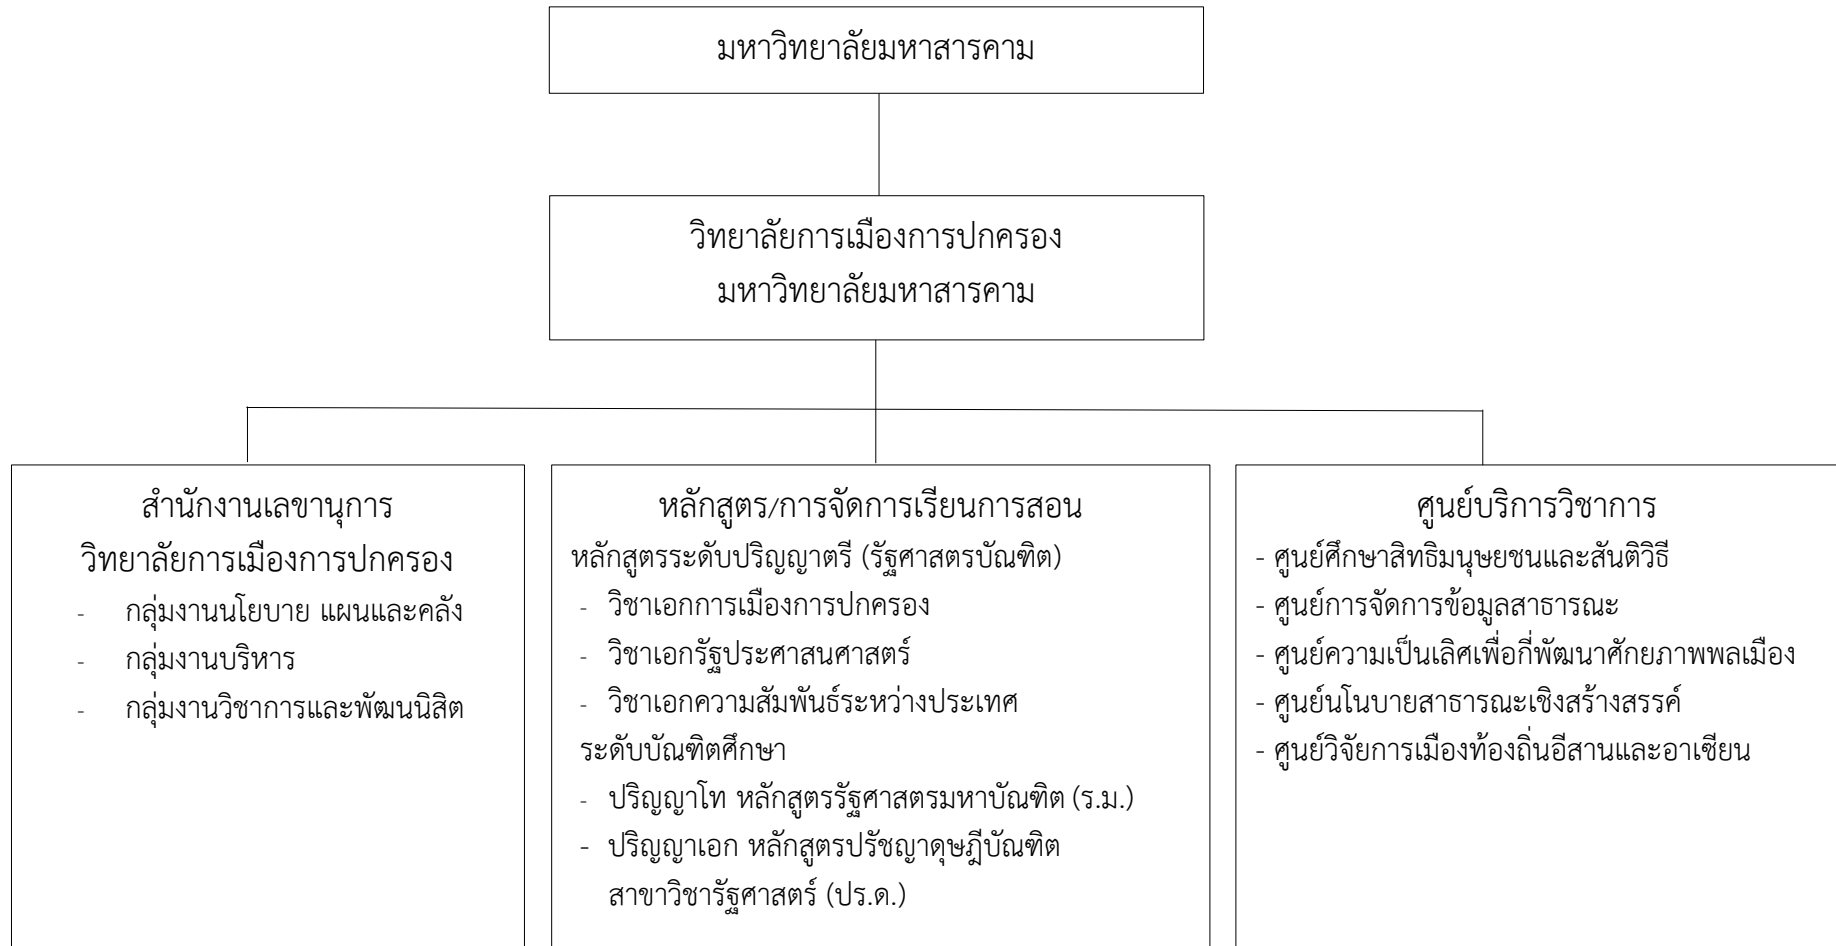 มหาวิทยาลัยมหาสารคาม
วิทยาลัยการเมืองการปกครอง
มหาวิทยาลัยมหาสารคาม
สำนักงานเลขานุการ
วิทยาลัยการเมืองการปกครอง
- กลุ่มงานนโยบาย แผนและคลัง
- กลุ่มงานบริหาร
- กลุ่มงานวิชาการและพัฒนนิสิต
หลักสูตร/การจัดการเรียนการสอน
หลักสูตรระดับปริญญาตรี (รัฐศาสตรบัณฑิต)
- วิชาเอกการเมืองการปกครอง
- วิชาเอกรัฐประศาสนศาสตร์
- วิชาเอกความสัมพันธ์ระหว่างประเทศ
ระดับบัณฑิตศึกษา
- ปริญญาโท หลักสูตรรัฐศาสตรมหาบัณฑิต (ร.ม.)
- ปริญญาเอก หลักสูตรปรัชญาดุษฎีบัณฑิต
สาขาวิชารัฐศาสตร์ (ปร.ด.)
ศูนย์บริการวิชาการ
- ศูนย์ศึกษาสิทธิมนุษยชนและสันติวิธี
- ศูนย์การจัดการข้อมูลสาธารณะ
- ศูนย์ความเป็นเลิศเพื่อกี่พัฒนาศักยภาพพลเมือง
- ศูนย์นโนบายสาธารณะเชิงสร้างสรรค์
- ศูนย์วิจัยการเมืองท้องถิ่นอีสานและอาเซียน